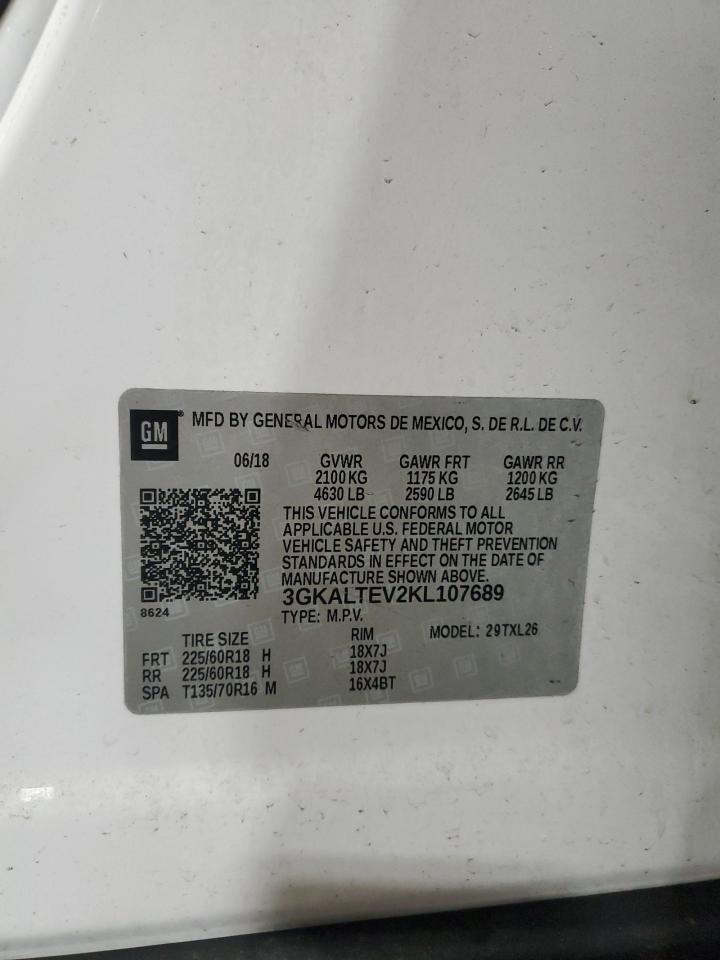 GM ® MFD BY GENERAL MOTORS DE MEXICO, S. DE R.L. DE C.V.
06/18 GVWR GAWR FRT GAWR RR
2100 KG 1175 KG 1200 KG
4630 LB 2590 LB 2645 LB
THIS VEHICLE CONFORMS TO ALL
APPLICABLE U.S. FEDERAL MOTOR
VEHICLE SAFETY AND THEFT PREVENTION
STANDARDS IN EFFECT ON THE DATE OF
MANUFACTURE SHOWN ABOVE.
3GKALTEV2KL107689
8624
TYPE: M.P.V.
TIRE SIZE RIM MODEL: 29TXL26
FRT 225/60R18 H 18X7J
RR 225/60R18 H 18X7J
SPA T135/70R16 M 16X4BT